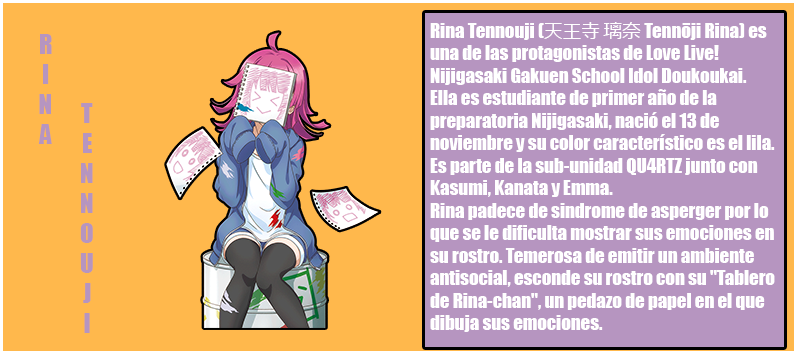 RINA
TENNOUJI
Rina Tennouji (天王寺 璃奈 Tennōji Rina) es
una de las protagonistas de Love Live!
Nijigasaki Gakuen School Idol Doukoukai.
Ella es estudiante de primer año de la
preparatoria Nijigasaki, nació el 13 de
noviembre y su color característico es el lila.
Es parte de la sub-unidad QU4RTZ junto con
Kasumi, Kanata y Emma.
Rina padece de sindrome de asperger por lo
que se le dificulta mostrar sus emociones en
su rostro. Temerosa de emitir un ambiente
antisocial, esconde su rostro con su "Tablero
de Rina-chan", un pedazo de papel en el que
dibuja sus emociones.